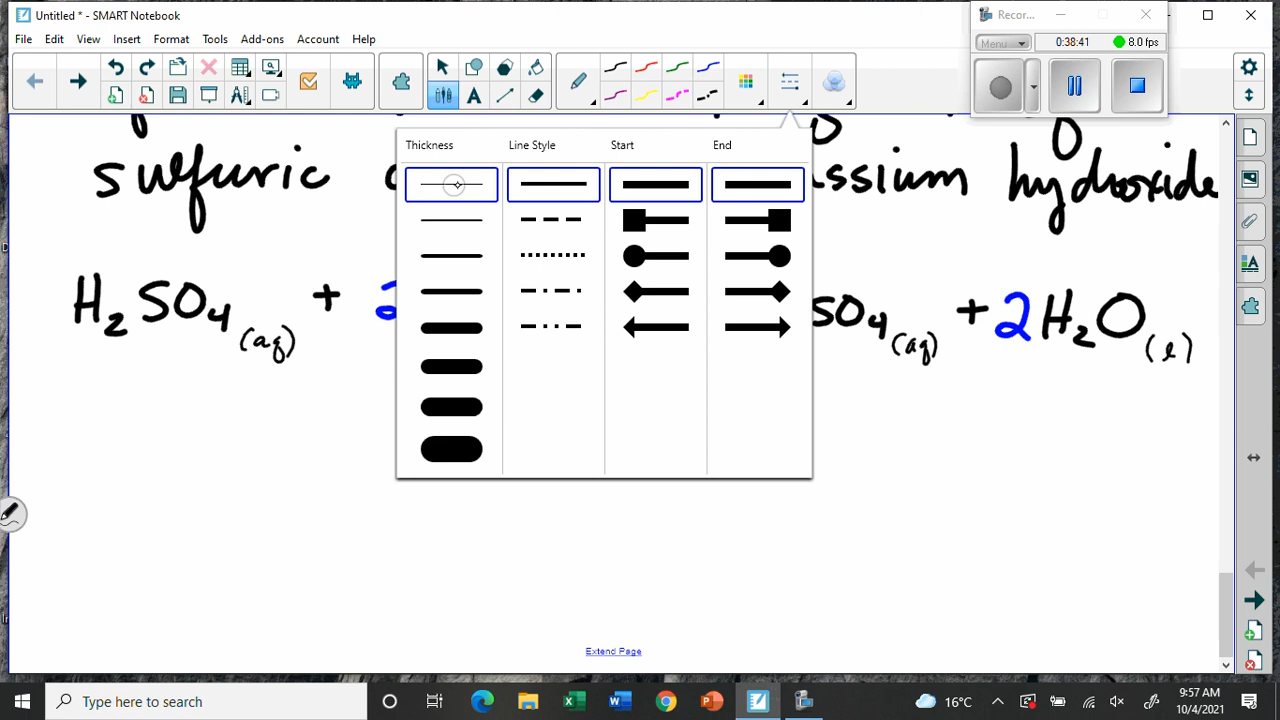 Untitled * - SMART Notebook
Recor...
File Edit View Insert Format Tools Add-ons Account Help
Menu 0:38:41 8.0 fps
Thickness Line Style Start End
sulfuric hydroxide
H₂SO₄(aq) + 2 SO₄(aq) + 2H₂O(l)
Extend Page
Type here to search
16°C
9:57 AM
10/4/2021